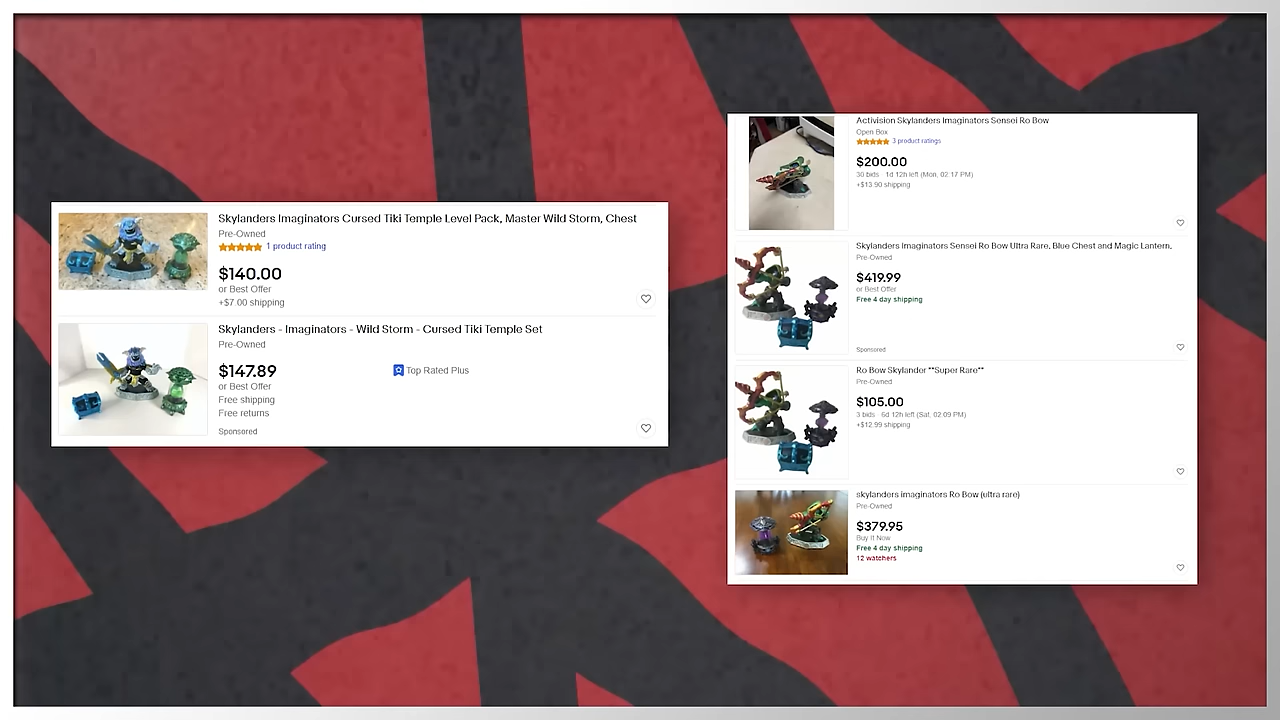 Skylanders Imaginators Cursed Tiki Temple Level Pack, Master Wild Storm, Chest
Pre-Owned
1 product rating
$140.00
or Best Offer
+$7.00 shipping
Skylanders - Imaginators - Wild Storm - Cursed Tiki Temple Set
Pre-Owned
$147.89
Top Rated Plus
or Best Offer
Free shipping
Free returns
Sponsored
Activision Skylanders Imaginators Sensei Ro Bow
Open Box
3 product ratings
$200.00
30 bids · 1d 12h left (Mon, 02:17 PM)
+$13.90 shipping
Skylanders Imaginators Sensei Ro Bow Ultra Rare, Blue Chest and Magic Lantern,
Pre-Owned
$419.99
or Best Offer
Free 4 day shipping
Sponsored
Ro Bow Skylander **Super Rare**
Pre-Owned
$105.00
3 bids · 6d 12h left (Sat, 02:09 PM)
+$12.99 shipping
skylanders imaginators Ro Bow (ultra rare)
Pre-Owned
$379.95
Buy It Now
Free 4 day shipping
12 watchers